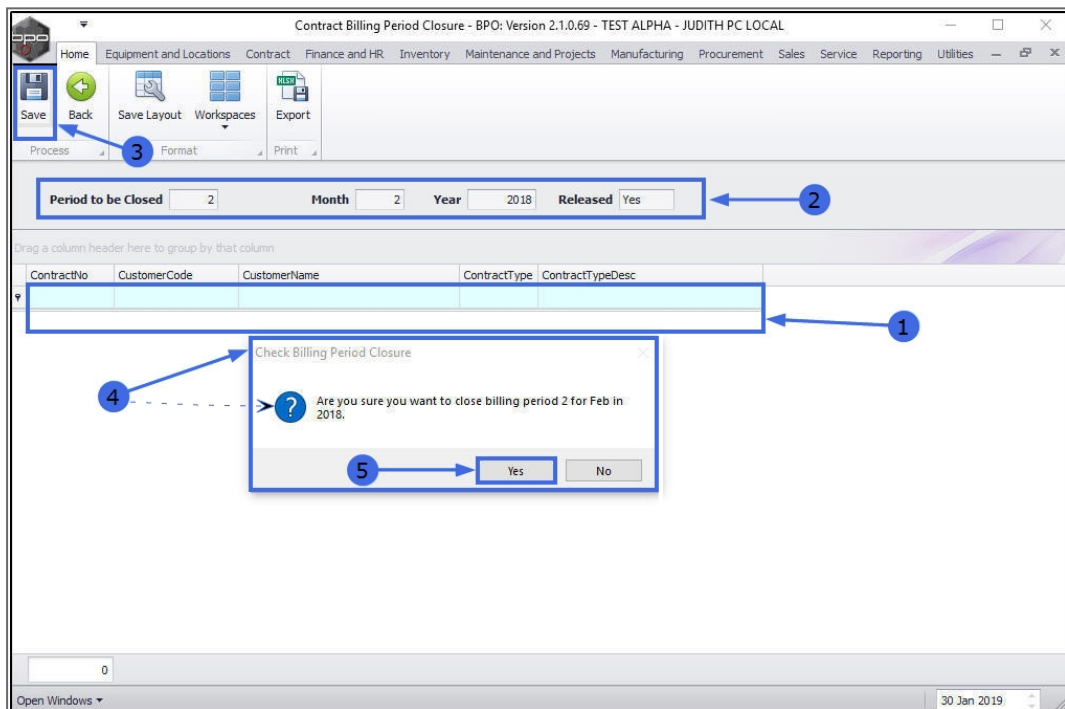 bpo
Contract Billing Period Closure - BPO: Version 2.1.0.69 - TEST ALPHA - JUDITH PC LOCAL
Home Equipment and Locations Contract Finance and HR Inventory Maintenance and Projects Manufacturing Procurement Sales Service Reporting Utilities
Save Back Save Layout Workspaces Export
XLSX
Process Format Print
3
Period to be Closed 2 Month 2 Year 2018 Released Yes
2
Drag a column header here to group by that column
ContractNo CustomerCode CustomerName ContractType ContractTypeDesc
1
Check Billing Period Closure
4
? Are you sure you want to close billing period 2 for Feb in
2018.
5 Yes No
0
Open Windows 30 Jan 2019